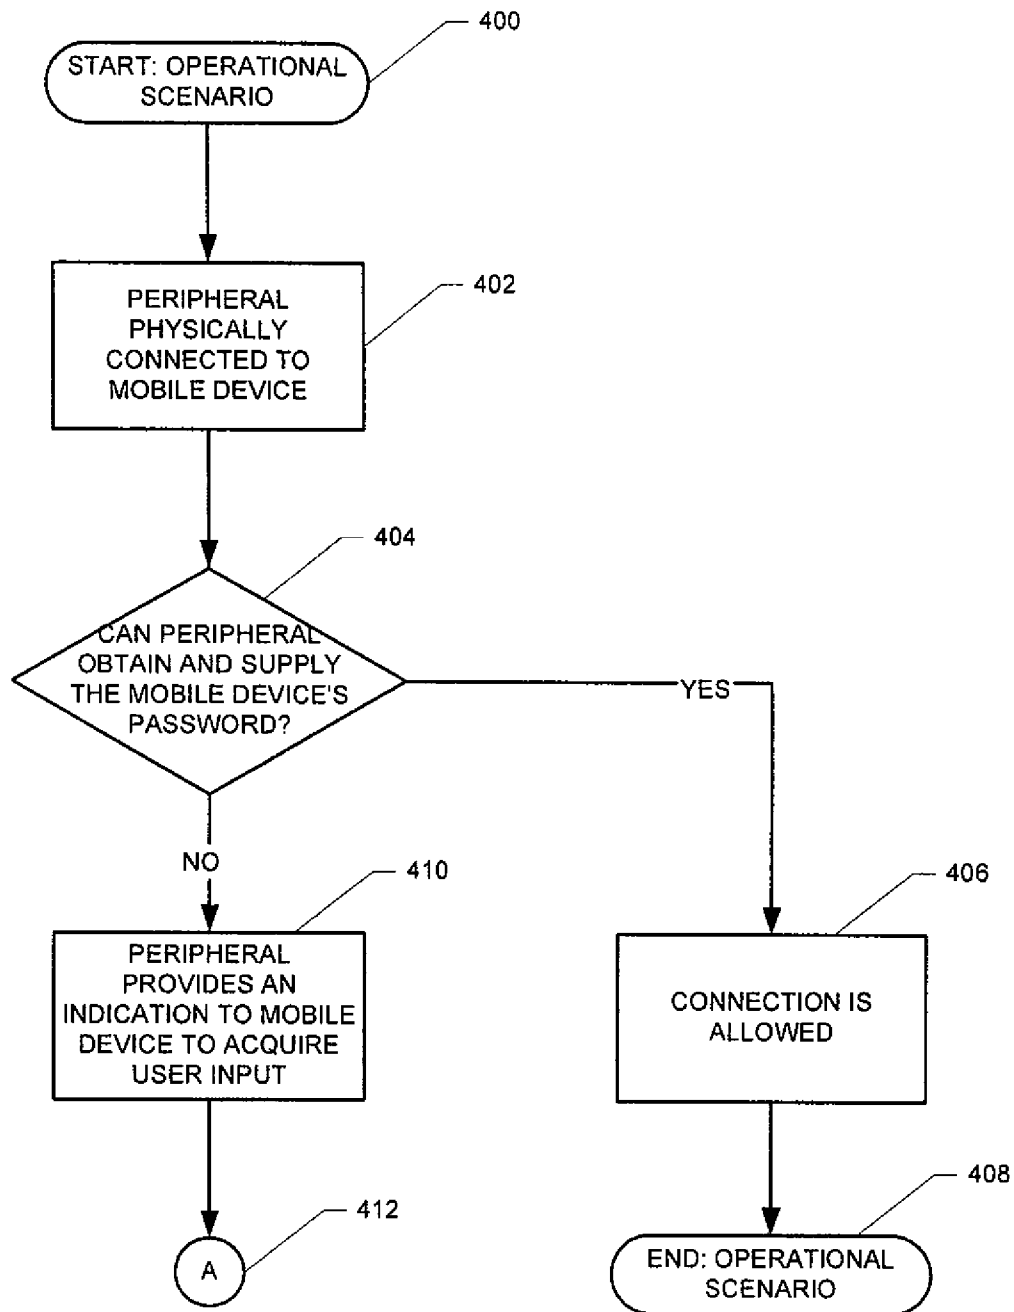 400
START: OPERATIONAL
SCENARIO
402
PERIPHERAL
PHYSICALLY
CONNECTED TO
MOBILE DEVICE
404
CAN PERIPHERAL
OBTAIN AND SUPPLY
THE MOBILE DEVICE'S
PASSWORD?
YES
NO
410
PERIPHERAL
PROVIDES AN
INDICATION TO MOBILE
DEVICE TO ACQUIRE
USER INPUT
406
CONNECTION IS
ALLOWED
412
A
408
END: OPERATIONAL
SCENARIO